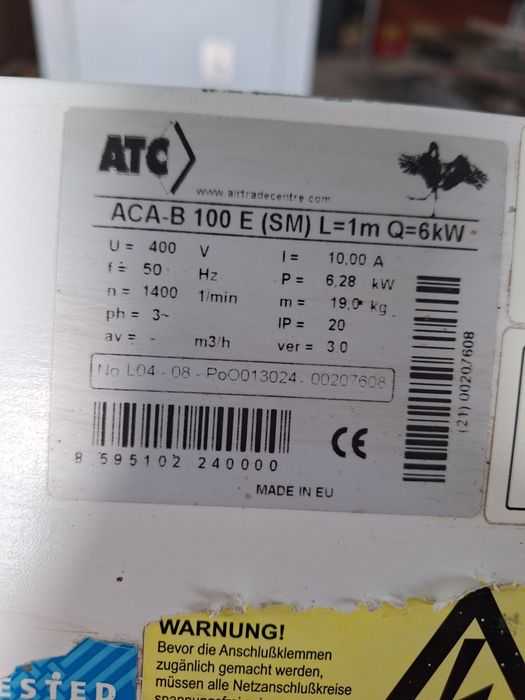 ATC
www.airtradecentre.com
ACA-B 100 E (SM) L=1m Q=6kW
U = 400 V
f = 50 Hz
n = 1400 1/min
ph = 3~
av = - m3/h
I = 10,00 A
P = 6,28 kW
m = 19,0 kg
IP = 20
ver = 3.0
No L04 - 08 - PoO013024 - 00207608
8 595102 240000
CE
MADE IN EU
(21) 00207608
WARNUNG!
Bevor die Anschlußklemmen
zugänglich gemacht werden,
müssen alle Netzanschlußkreise
ESTED